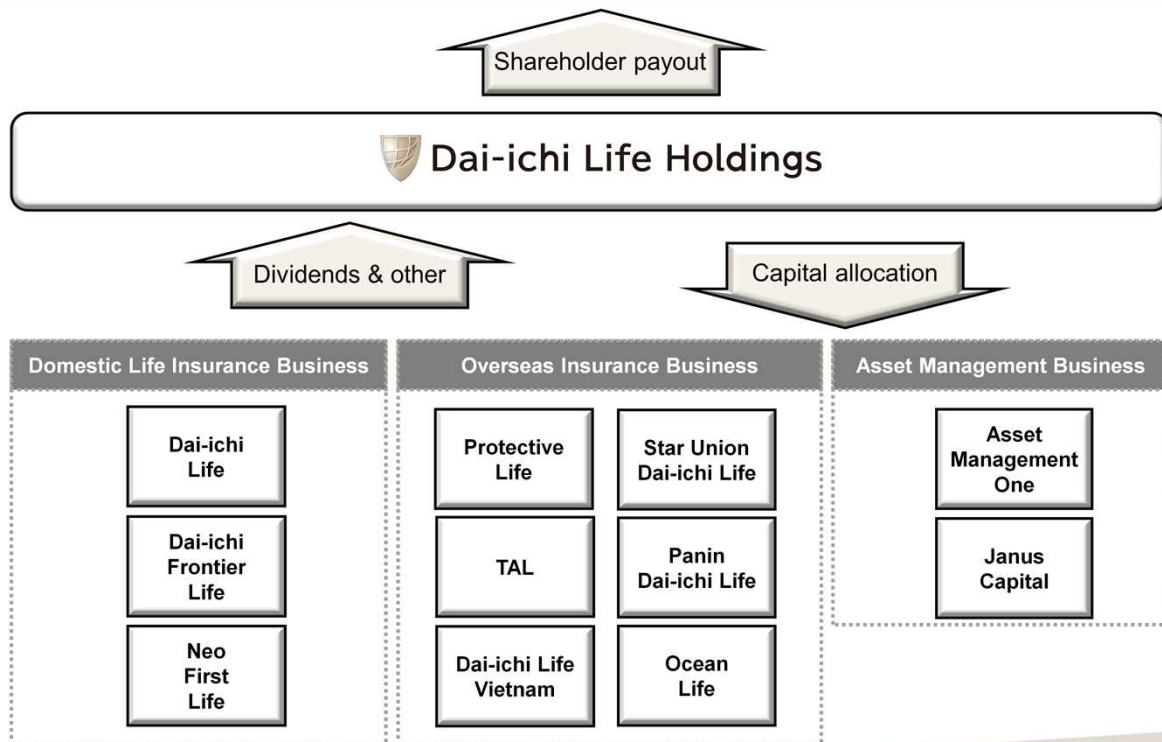 Shareholder payout
Dai-ichi Life Holdings
Dividends & other
Capital allocation
Domestic Life Insurance Business
Dai-ichi
Life
Dai-ichi
Frontier
Life
Neo
First
Life
Overseas Insurance Business
Protective
Life
Star Union
Dai-ichi Life
TAL
Panin
Dai-ichi Life
Dai-ichi Life
Vietnam
Ocean
Life
Asset Management Business
Asset
Management
One
Janus
Capital